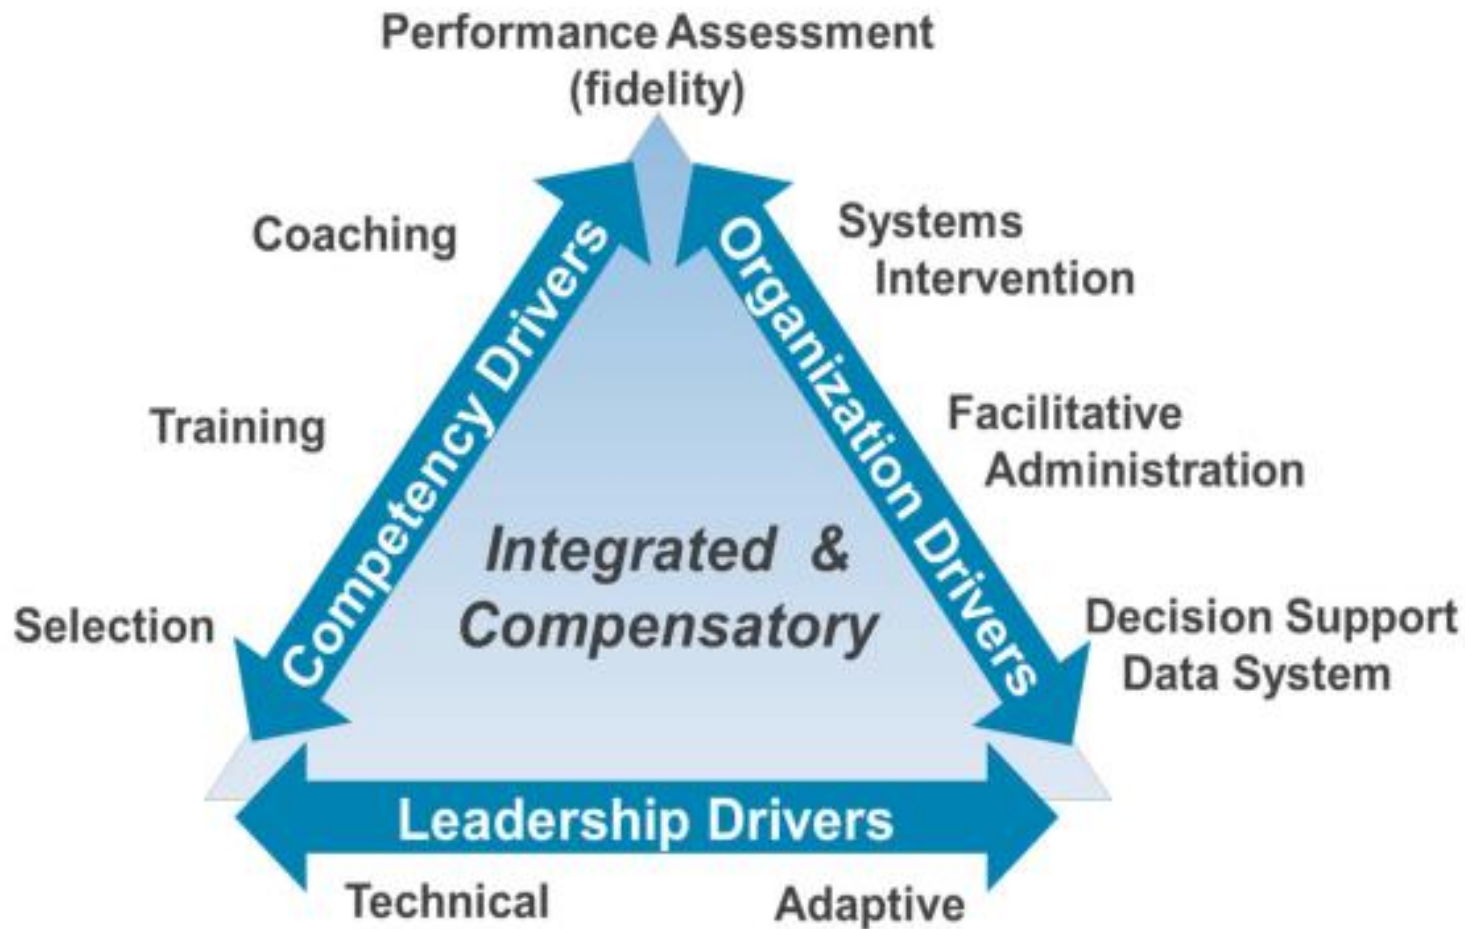 Performance Assessment
(fidelity)
Coaching
Training
Selection
Competency Drivers
Organization Drivers
Systems
Intervention
Facilitative
Administration
Decision Support
Data System
Integrated &
Compensatory
Leadership Drivers
Technical
Adaptive